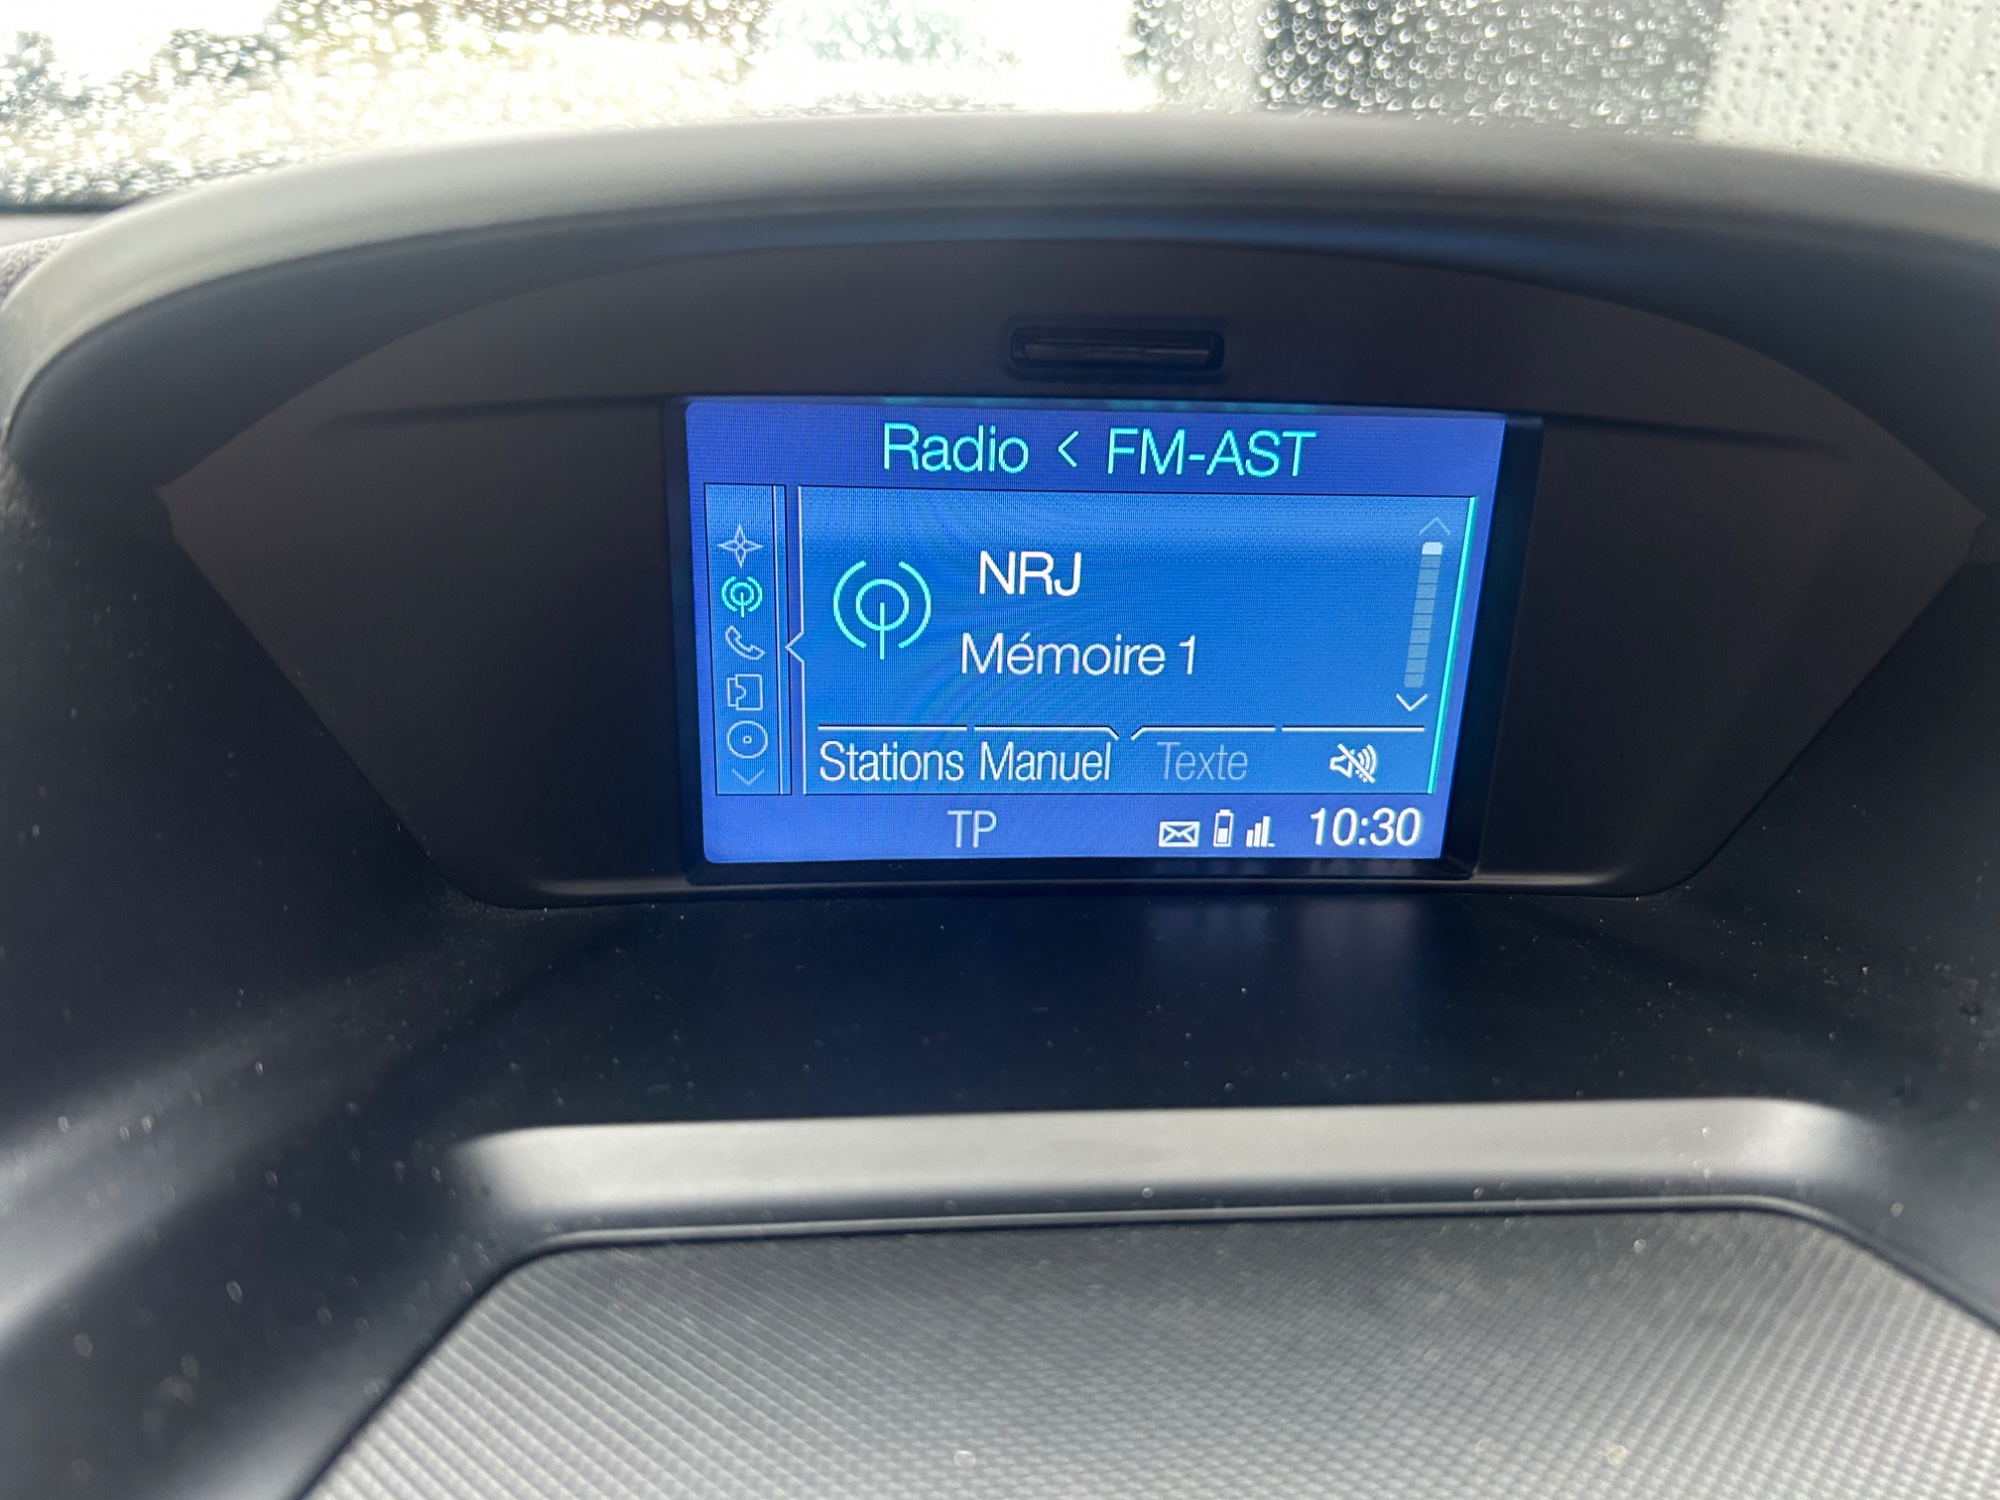 Radio < FM-AST
NRJ
Mémoire 1
Stations Manuel Texte
TP 10:30